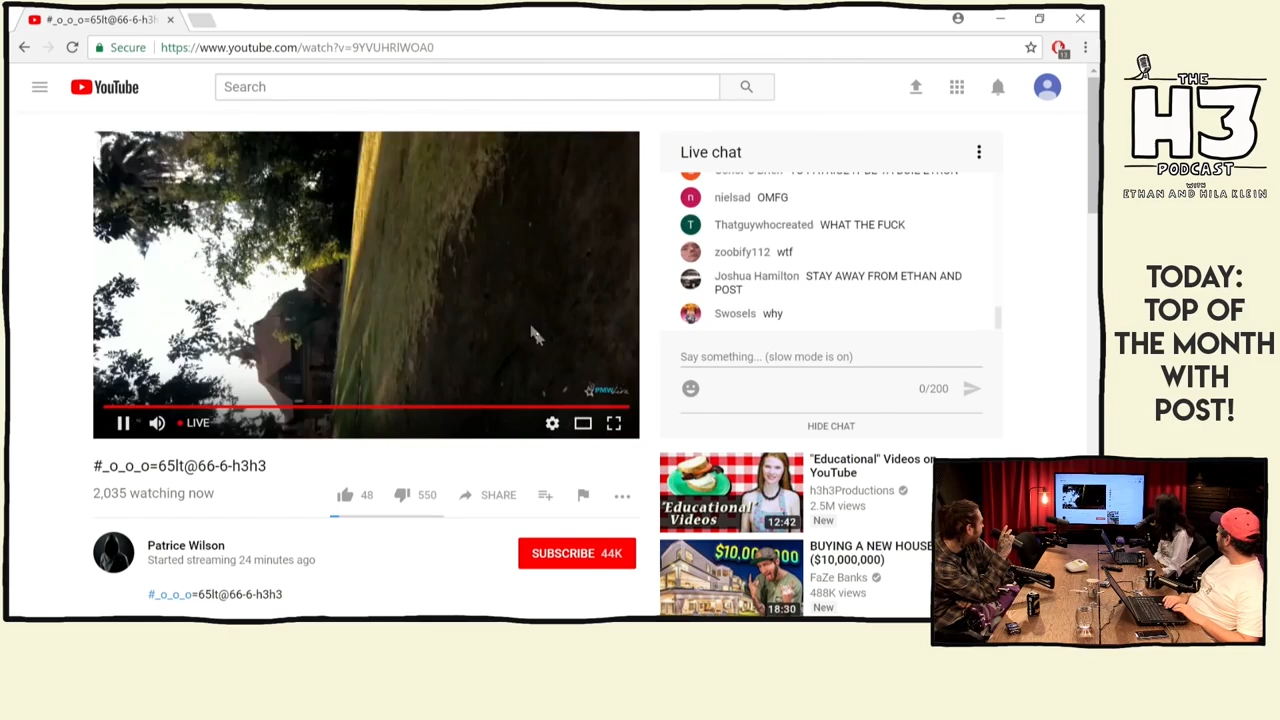 #_o_o_o=65lt@66-6-h3h
Secure
https://www.youtube.com/watch?v=9YVUHRlWOA0
11
YouTube
Search
THE
H3
PODCAST
WITH
ETHAN AND HILA KLEIN
Live chat
nielsad OMFG
Thatguywhocreated WHAT THE FUCK
zoobify112 wtf
Joshua Hamilton STAY AWAY FROM ETHAN AND
POST
Swosels why
Say something... (slow mode is on)
0/200
HIDE CHAT
PMWLive
LIVE
#_o_o_o=65lt@66-6-h3h3
2,035 watching now
48
550
SHARE
Patrice Wilson
Started streaming 24 minutes ago
SUBSCRIBE 44K
#_o_o_o=65lt@66-6-h3h3
"Educational" Videos on
YouTube
h3h3Productions
2.5M views
New
"Educational
Videos
12:42
BUYING A NEW HOUSE
($10,000,000)
FaZe Banks
488K views
New
18:30
TODAY:
TOP OF
THE MONTH
WITH
POST!